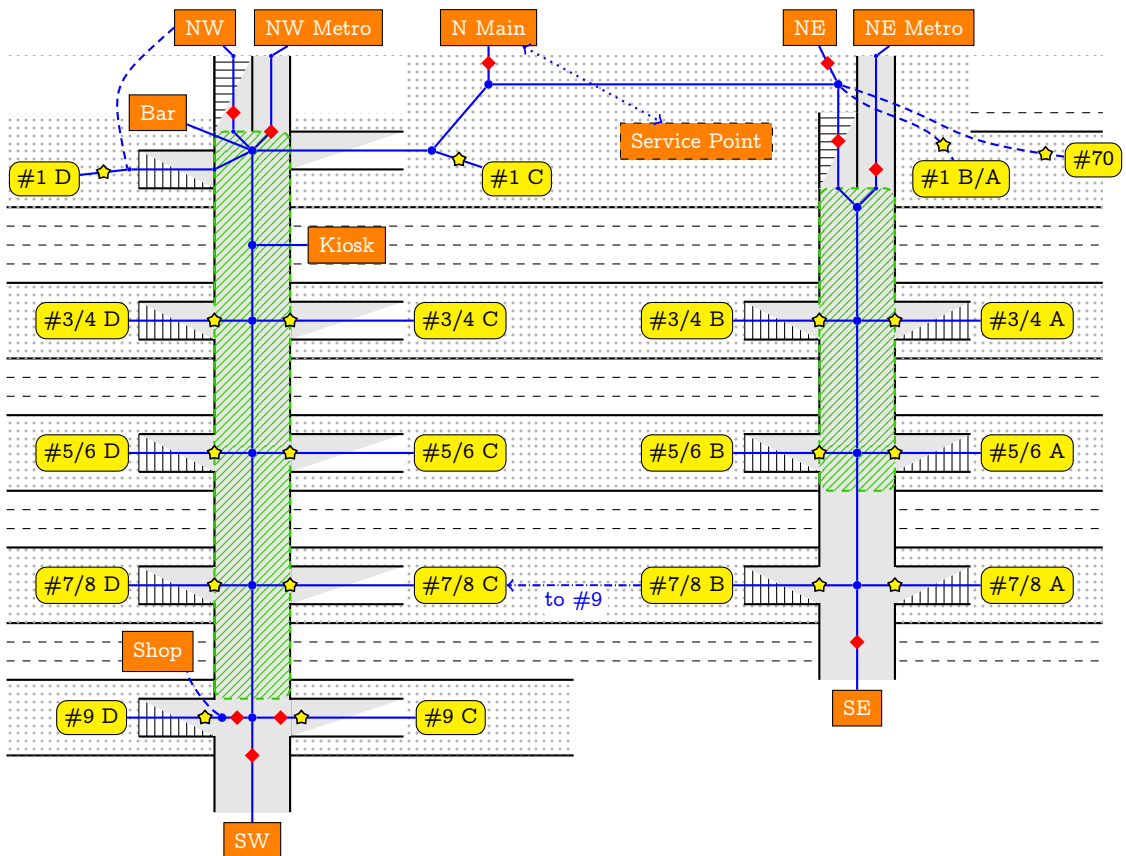 NW
NW Metro
N Main
NE
NE Metro
Bar
Service Point
#1 D
#1 C
#1 B/A
#70
Kiosk
#3/4 D
#3/4 C
#3/4 B
#3/4 A
#5/6 D
#5/6 C
#5/6 B
#5/6 A
#7/8 D
#7/8 C
to #9
#7/8 B
#7/8 A
Shop
#9 D
#9 C
SE
SW